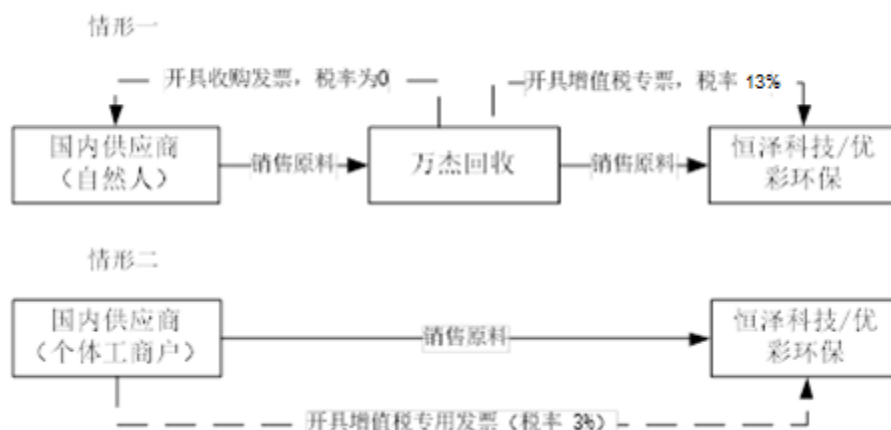 情形一
开具收购发票，税率为0
开具增值税专票，税率 13%
国内供应商
（自然人）
销售原料
万杰回收
销售原料
恒泽科技/优
彩环保
情形二
国内供应商
（个体工商户）
销售原料
恒泽科技/优
彩环保
开具增值税专用发票（税率 3%）